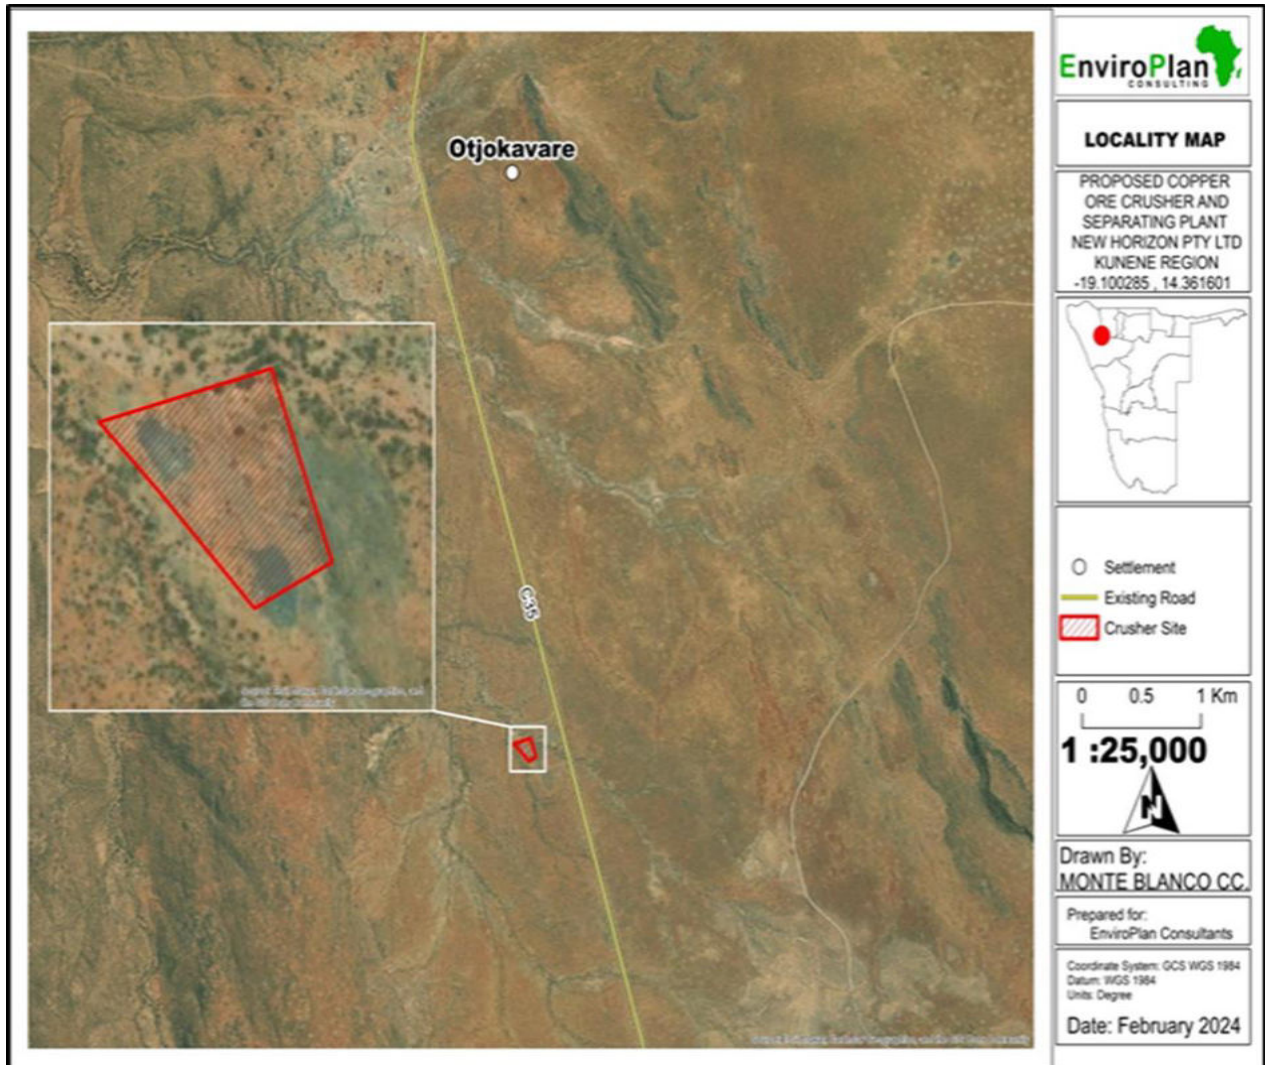 Otjokavare
C35
EnviroPlan
CONSULTING
LOCALITY MAP
PROPOSED COPPER
ORE CRUSHER AND
SEPARATING PLANT
NEW HORIZON PTY LTD
KUNENE REGION
-19.100285 , 14.361601
Settlement
Existing Road
Crusher Site
0 0.5 1 Km
1 :25,000
N
Drawn By:
MONTE BLANCO CC.
Prepared for:
EnviroPlan Consultants
Coordinate System: GCS WGS 1984
Datum: WGS 1984
Units: Degree
Date: February 2024